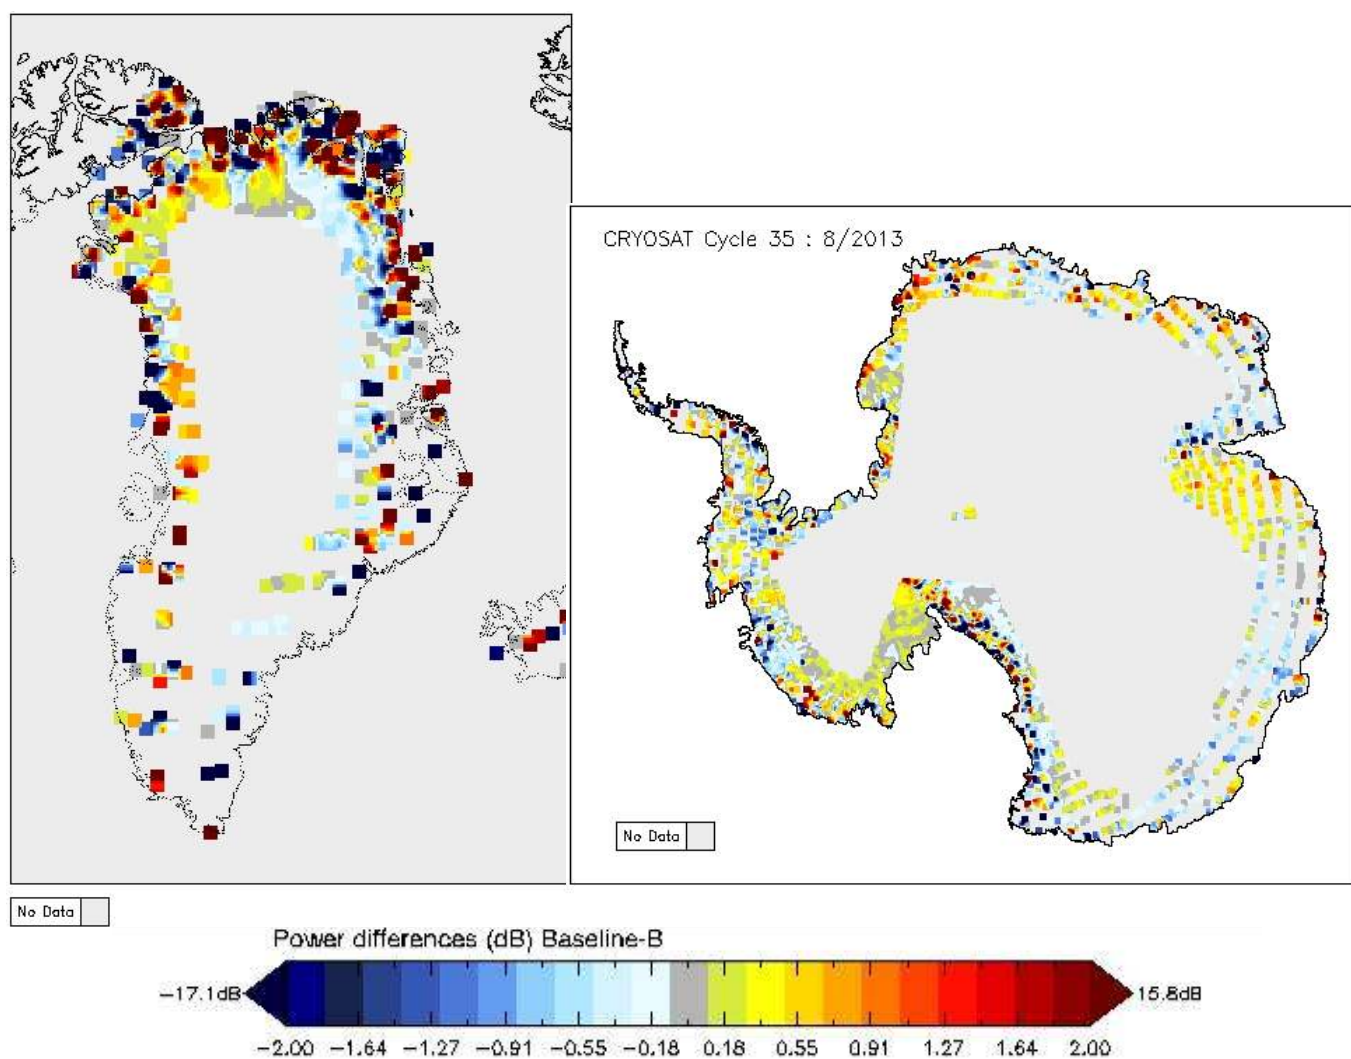 CRYOSAT Cycle 35 : 8/2013
No Data
No Data
Power differences (dB) Baseline-B
-17.1dB
15.8dB
-2.00 -1.64 -1.27 -0.91 -0.55 -0.18 0.18 0.55 0.91 1.27 1.64 2.00